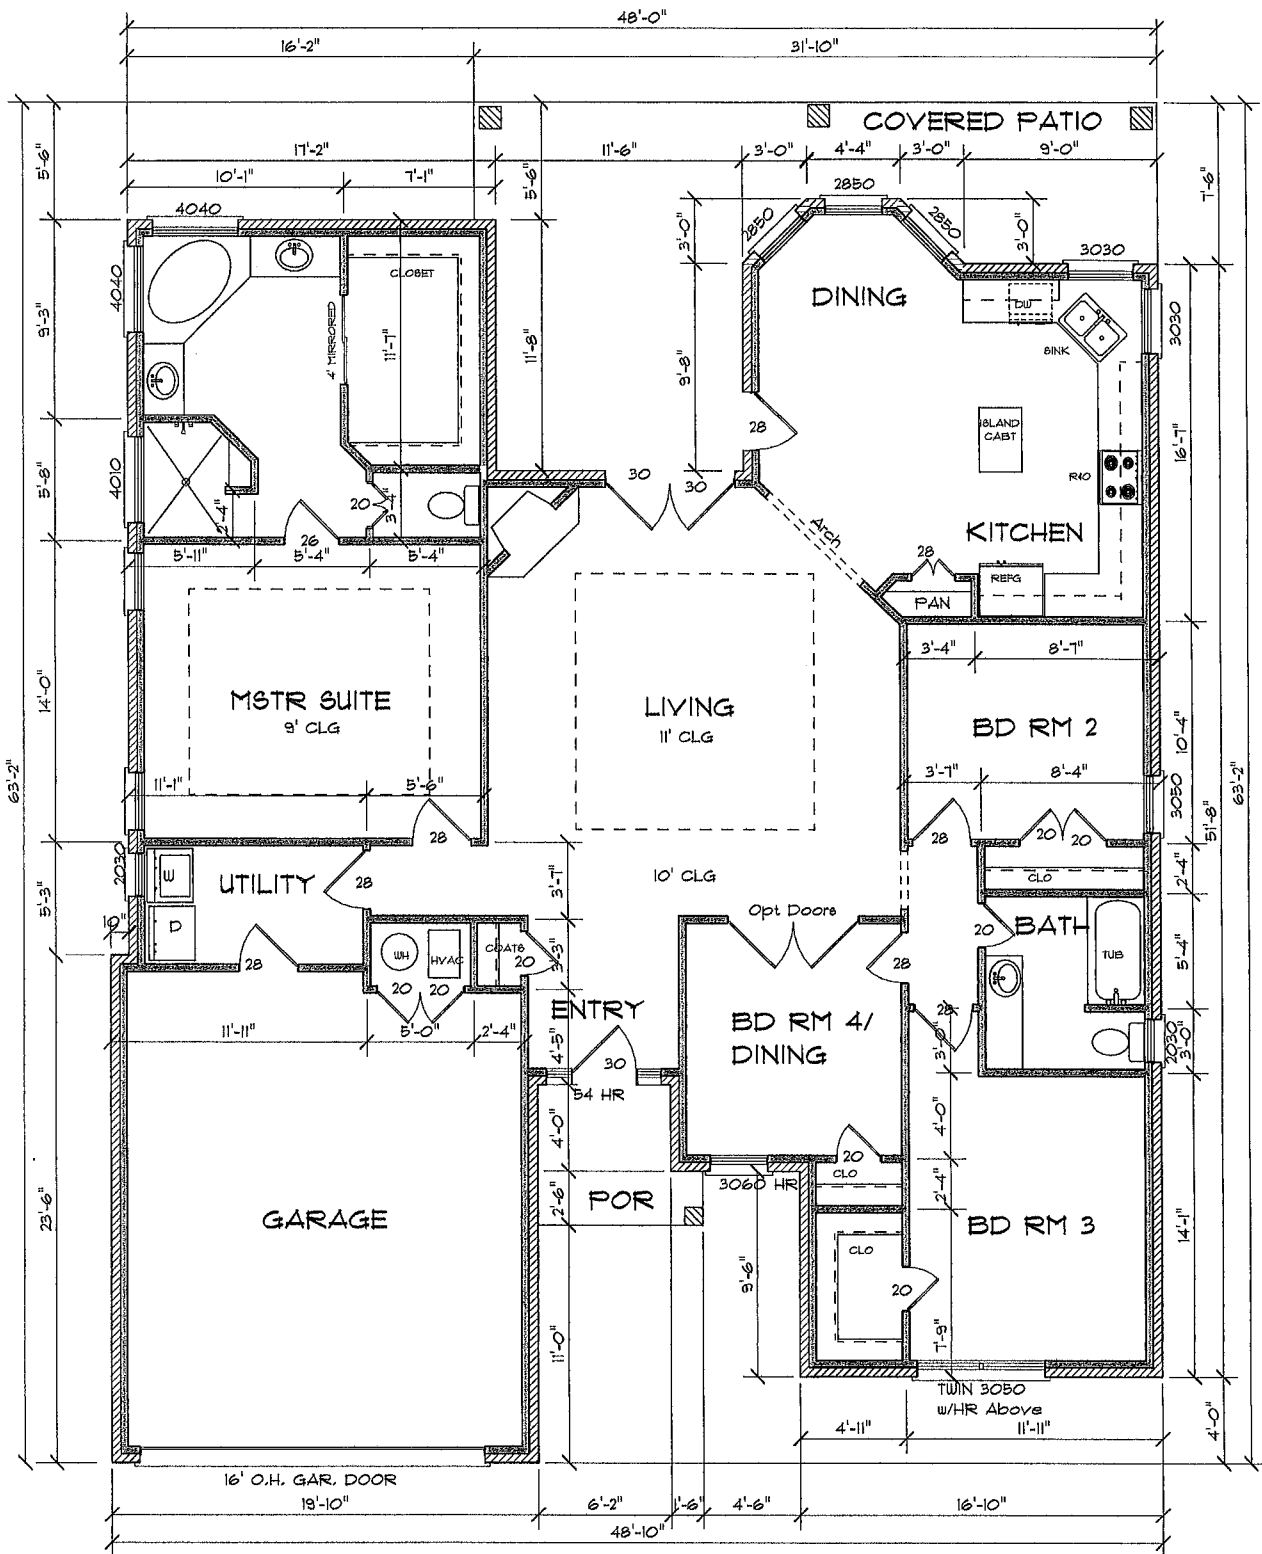 48'-0"
16'-2"
31'-10"
COVERED PATIO
17'-2"
11'-6"
3'-0"
4'-4"
3'-0"
9'-0"
5'-6"
5'-6"
7'-6"
10'-1"
7'-1"
2850
4040
2850
2850
3'-0"
3'-0"
3030
CLOSET
4040
DINING
DW
9'-3"
4' MIRRORED
11'-7"
11'-8"
9'-8"
SINK
3030
28
ISLAND
CABT
16'-7"
5'-8"
4010
20
3'-4"
30
30
R40
2'-4"
26
Arch
KITCHEN
5'-11"
5'-4"
5'-4"
28
REFG
PAN
3'-4"
8'-7"
14'-0"
MSTR SUITE
9' CLG
LIVING
11' CLG
BD RM 2
10'-4"
63'-2"
63'-2"
11'-1"
5'-6"
3'-7"
8'-4"
3050
51'-8"
28
28
20
20
2030
W
UTILITY
28
3'-7"
10' CLG
CLO
2'-4"
5'-3"
10"
D
28
Opt Doors
BATH
20
TUB
5'-4"
WH
HVAC
COATS
20
3'-3"
28
20
20
ENTRY
BD RM 4/
DINING
28
11'-11"
5'-0"
2'-4"
4'-5"
30
3'-0"
2030
3'-0"
54 HR
4'-0"
4'-0"
20
CLO
3060 HR
2'-4"
POR
2'-6"
GARAGE
23'-6"
BD RM 3
14'-1"
CLO
9'-6"
20
11'-0"
7'-9"
TWIN 3050
w/HR Above
4'-11"
11'-11"
4'-0"
16' O.H. GAR. DOOR
19'-10"
6'-2"
1'-6"
4'-6"
16'-10"
48'-10"